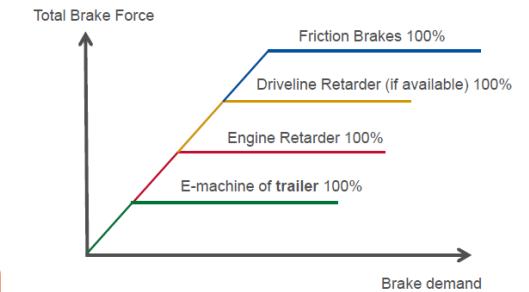 Total Brake Force
Friction Brakes 100%
Driveline Retarder (if available) 100%
Engine Retarder 100%
E-machine of trailer 100%
Brake demand